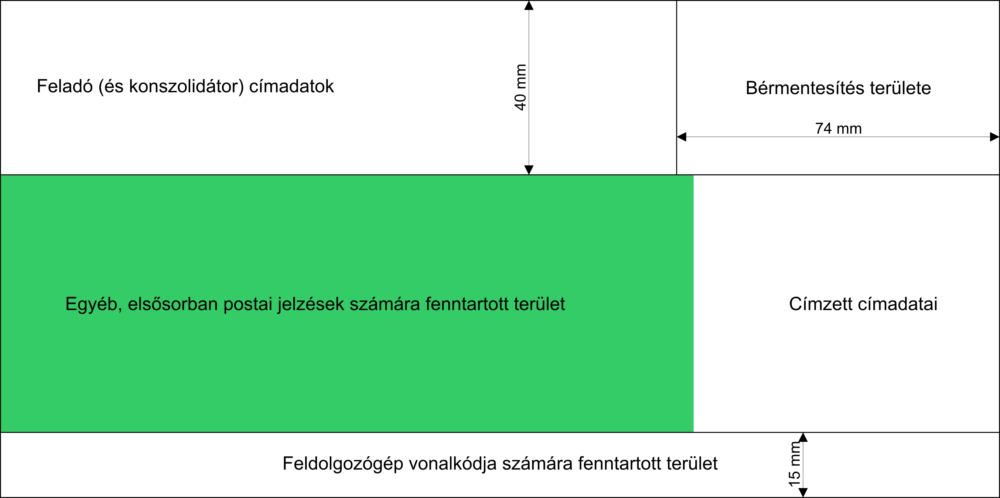 Feladó (és konszolidátor) címadatok
40 mm
Bérmentesítés területe
74 mm
Egyéb, elsősorban postai jelzések számára fenntartott terület
Címzett címadatai
Feldolgozógép vonalkódja számára fenntartott terület
15 mm